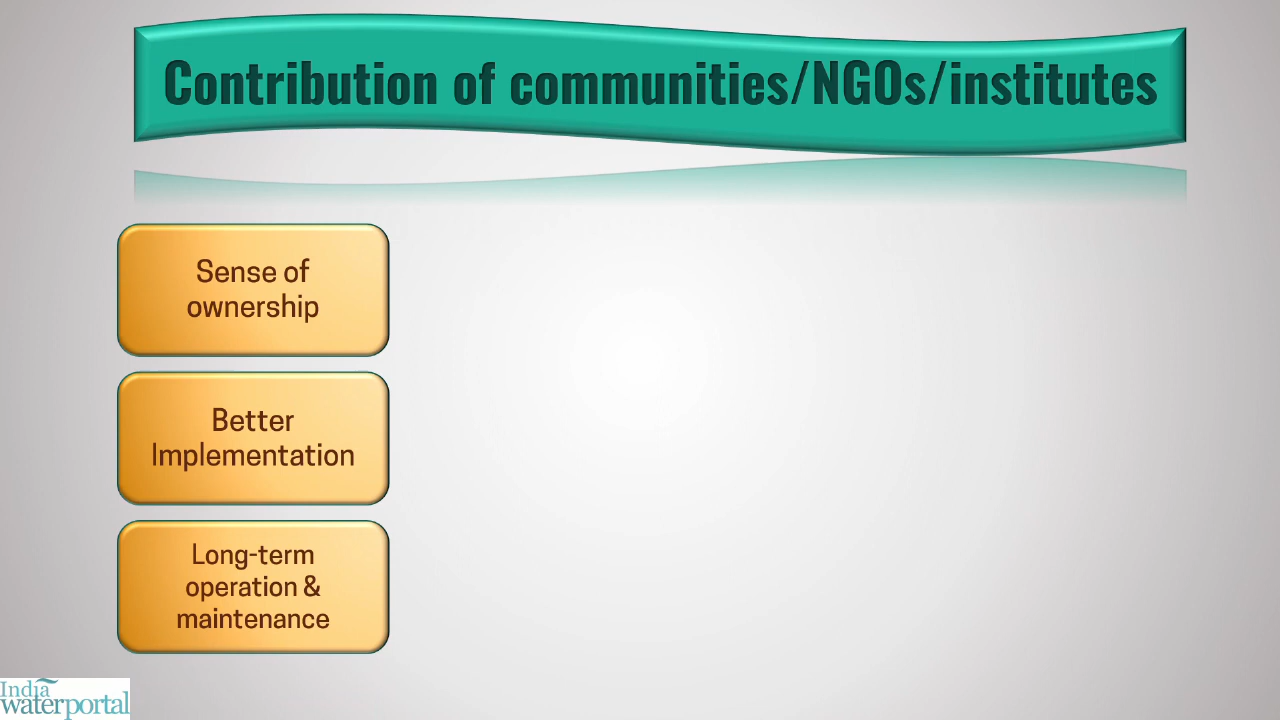 Contribution of communities/NGOs/institutes
Sense of
ownership
Better
Implementation
Long-term
operation &
maintenance
India
waterportal